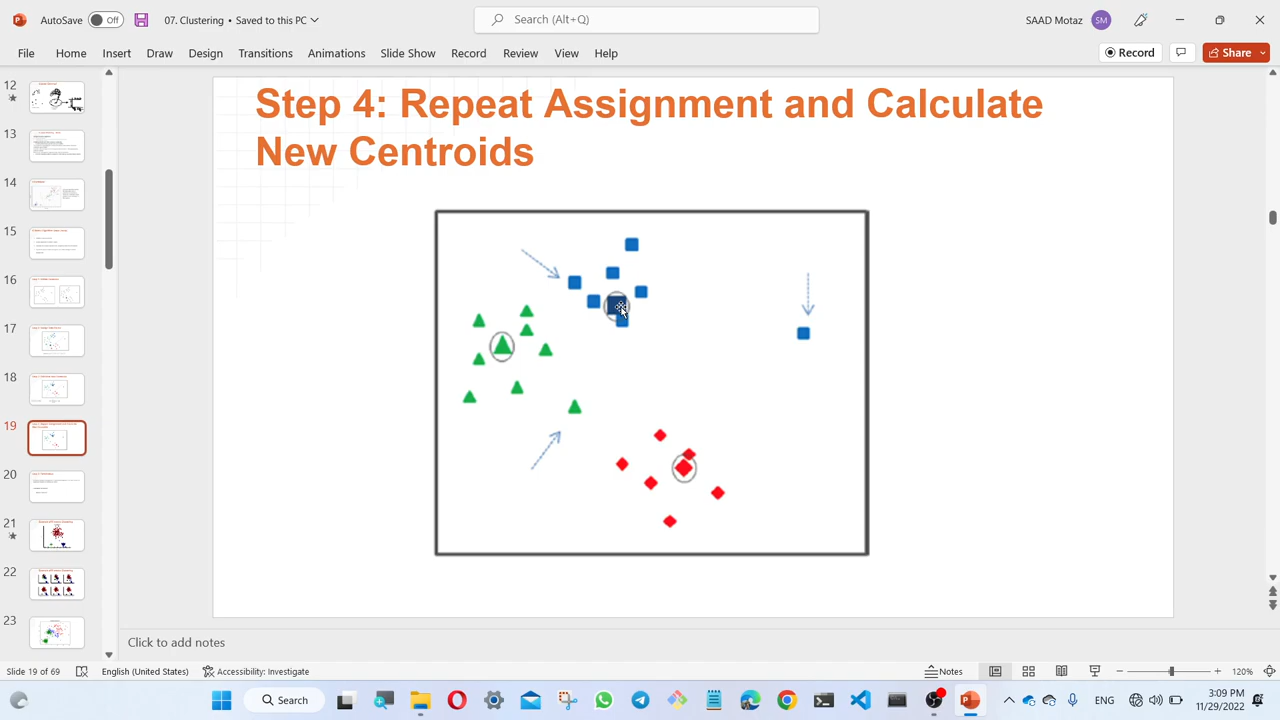 AutoSave Off 07. Clustering • Saved to this PC Search (Alt+Q) SAAD Motaz SM
File Home Insert Draw Design Transitions Animations Slide Show Record Review View Help Record Share
12
13
14
15
16
17
18
19
20
21
22
23
Step 4: Repeat Assignment and Calculate
New Centroids
Click to add notes
Slide 19 of 69 English (United States) Accessibility: Investigate Notes 120%
Search ENG 3:09 PM
11/29/2022